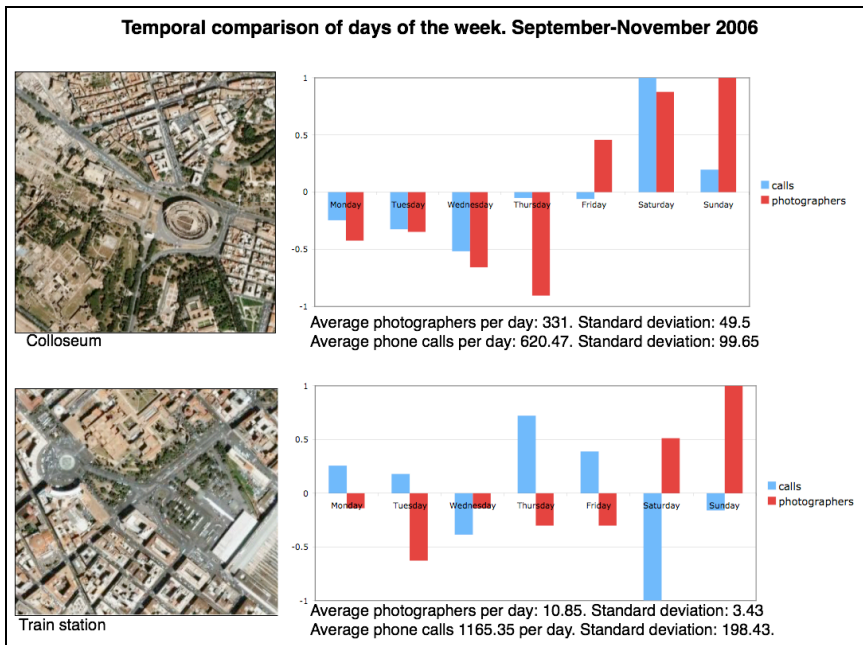 Temporal comparison of days of the week. September-November 2006
1
0.5
0
Monday Tuesday Wednesday Thursday Friday Saturday Sunday
-0.5
-1
calls
photographers
Colloseum
Average photographers per day: 331. Standard deviation: 49.5
Average phone calls per day: 620.47. Standard deviation: 99.65
1
0.5
0
Monday Tuesday Wednesday Thursday Friday Saturday Sunday
-0.5
-1
calls
photographers
Train station
Average photographers per day: 10.85. Standard deviation: 3.43
Average phone calls 1165.35 per day. Standard deviation: 198.43.